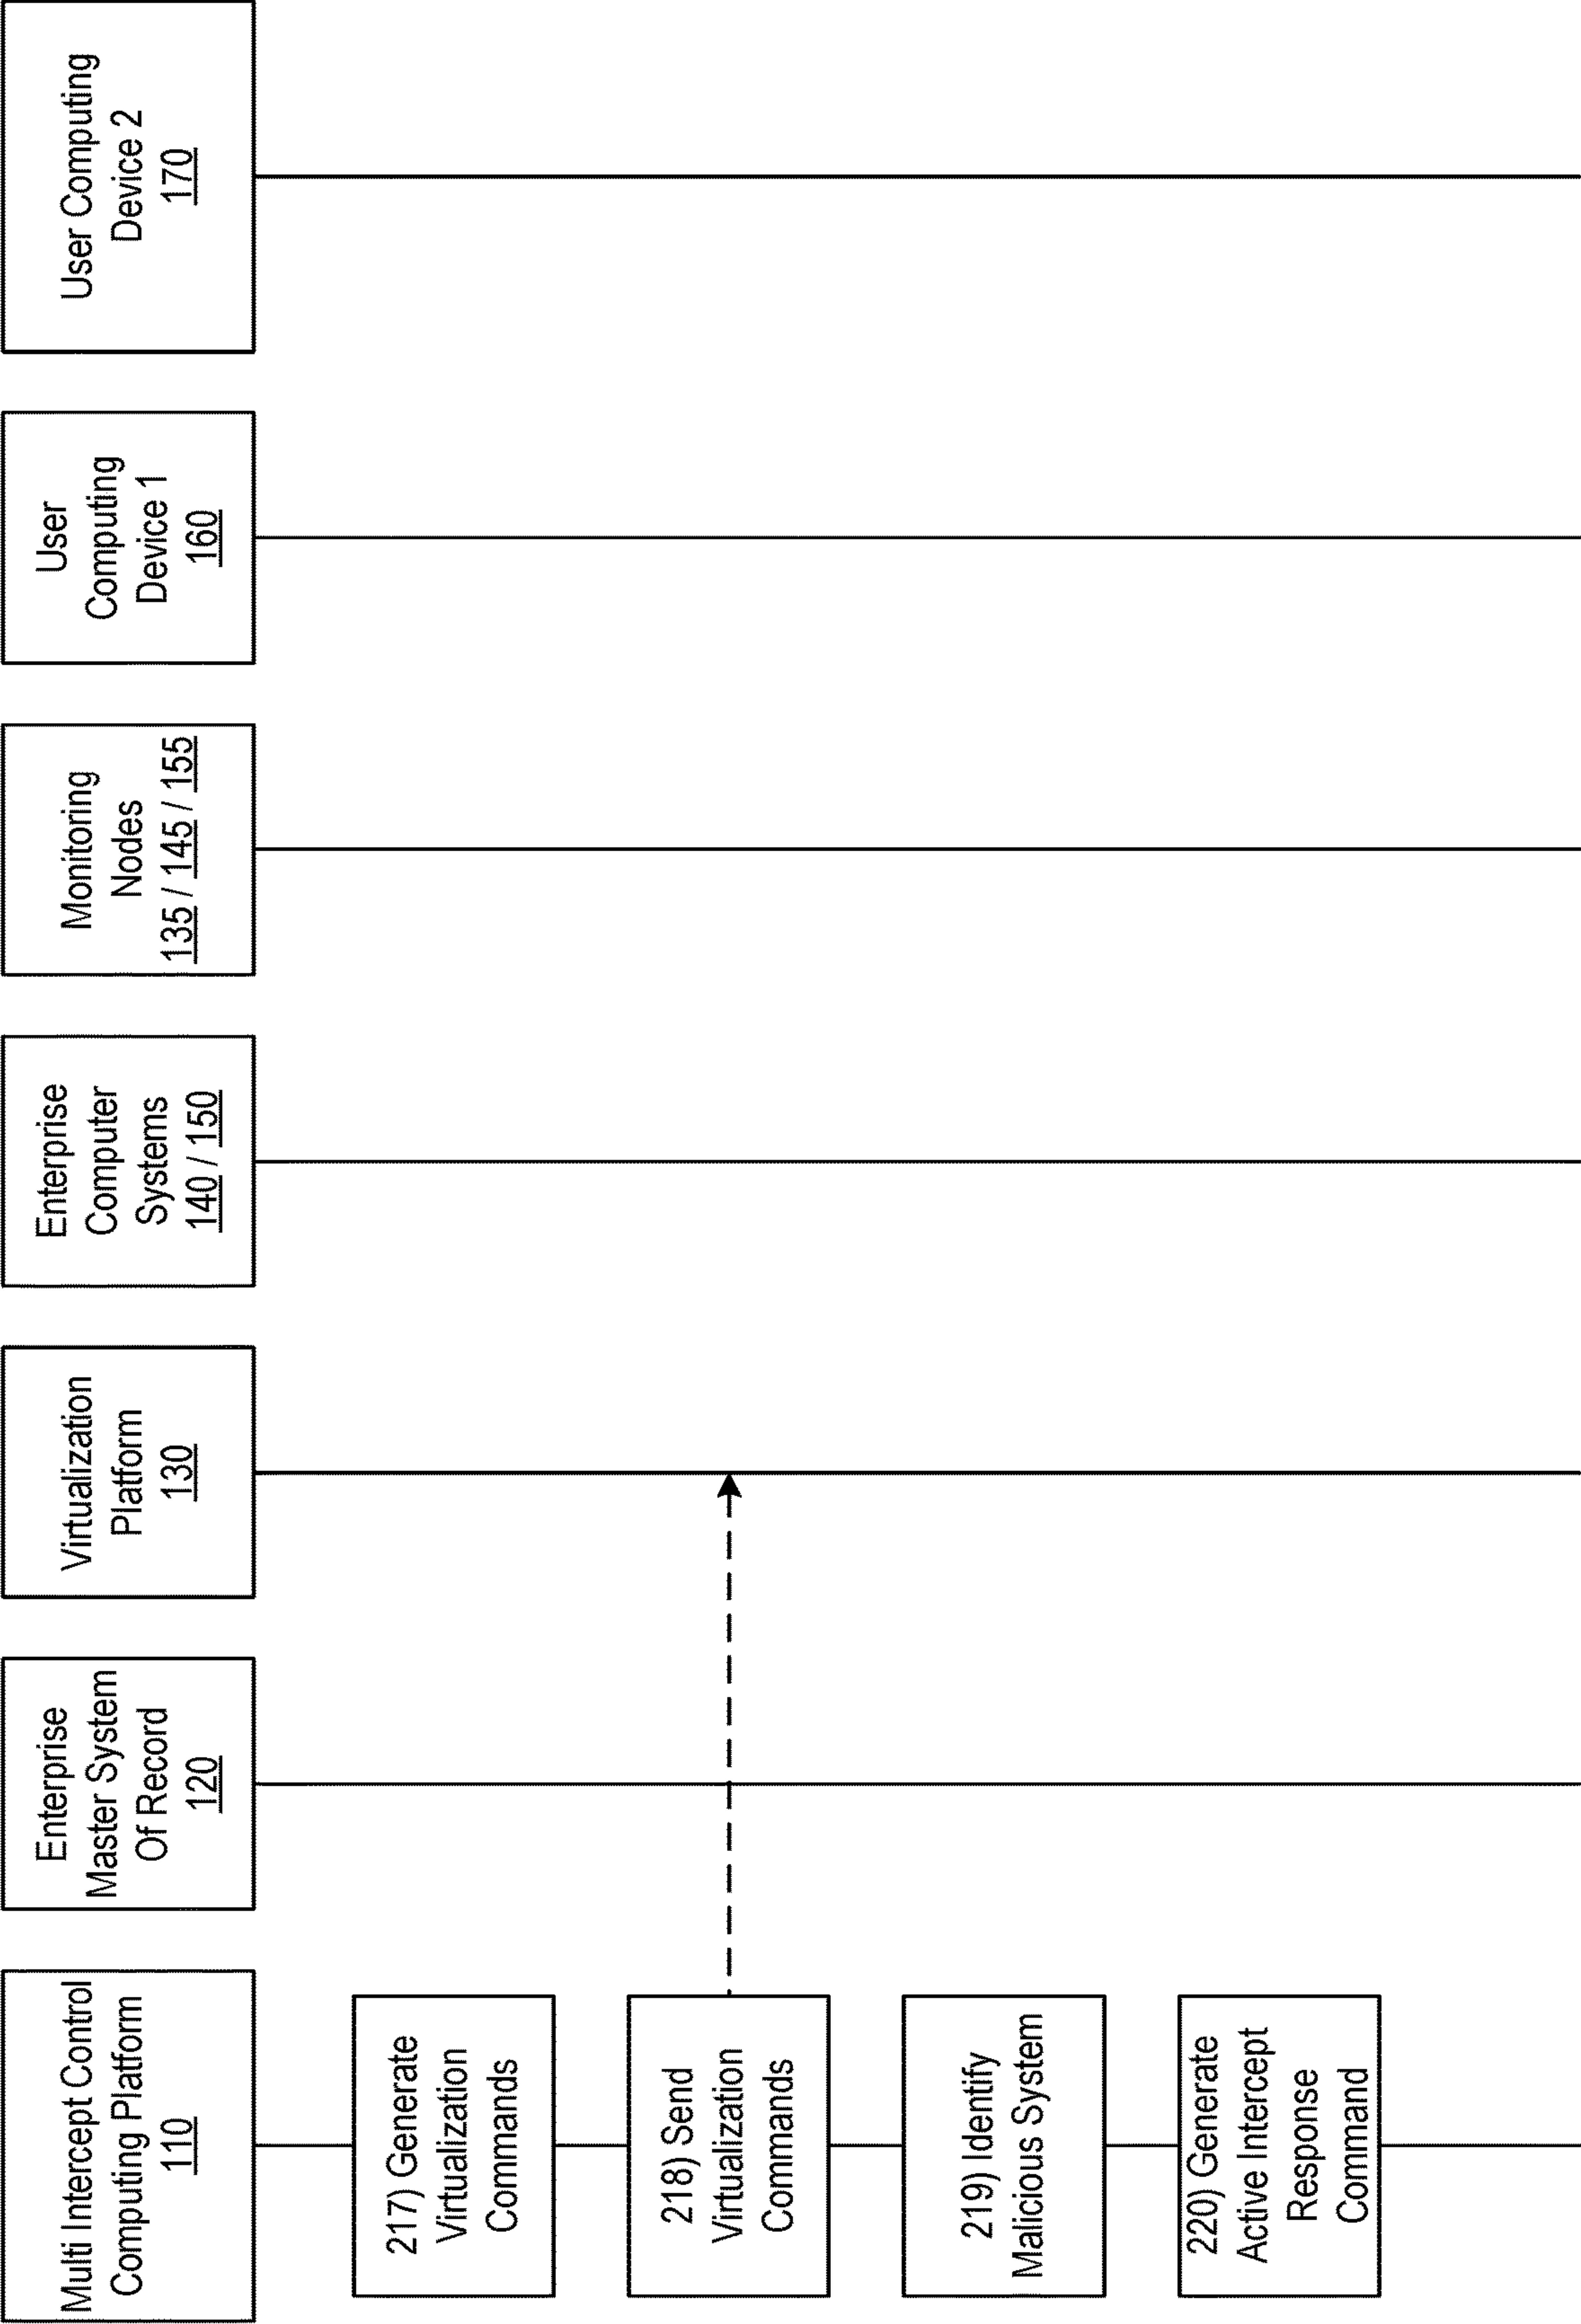 Multi Intercept Control
Computing Platform
110
Enterprise
Master System
Of Record
120
Virtualization
Platform
130
Enterprise
Computer
Systems
140 / 150
Monitoring
Nodes
135 / 145 / 155
User
Computing
Device 1
160
User Computing
Device 2
170
217) Generate
Virtualization
Commands
218) Send
Virtualization
Commands
219) Identify
Malicious System
220) Generate
Active Intercept
Response
Command